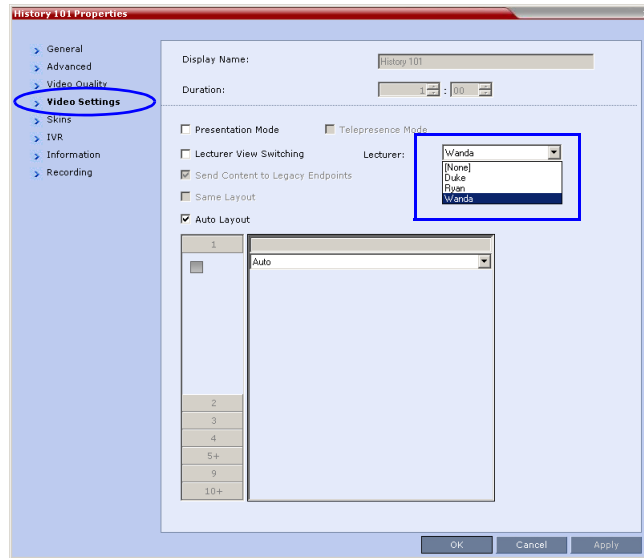 History 101 Properties
General
Advanced
Video Quality
Video Settings
Skins
IVR
Information
Recording
Display Name: History 101
Duration: 1 : 00
Presentation Mode Telepresence Mode
Lecturer View Switching Lecturer: Wanda
[None]
Duke
Ryan
Wanda
Send Content to Legacy Endpoints
Same Layout
Auto Layout
1
Auto
2
3
4
5+
9
10+
OK Cancel Apply